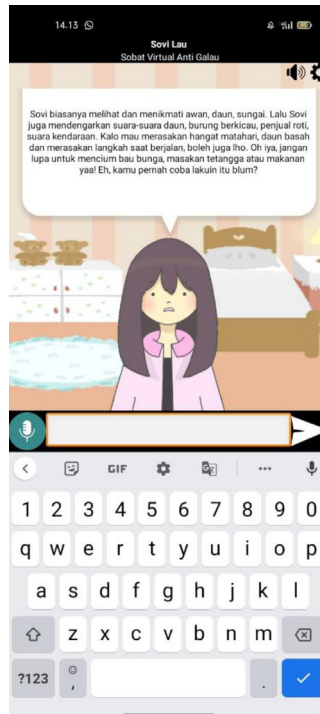 14.13
Sovi Lau
Sobat Virtual Anti Galau
Sovi biasanya melihat dan menikmati awan, daun, sungai. Lalu Sovi
juga mendengarkan suara-suara daun, burung berkicau, penjual roti,
suara kendaraan. Kalo mau merasakan hangat matahari, daun basah
dan merasakan langkah saat berjalan, boleh juga lho. Oh iya, jangan
lupa untuk mencium bau bunga, masakan tetangga atau makanan
yaa! Eh, kamu pernah coba lakuin itu blum?
GIF
1 2 3 4 5 6 7 8 9 0
q w e r t y u i o p
a s d f g h j k l
z x c v b n m
?123 , .